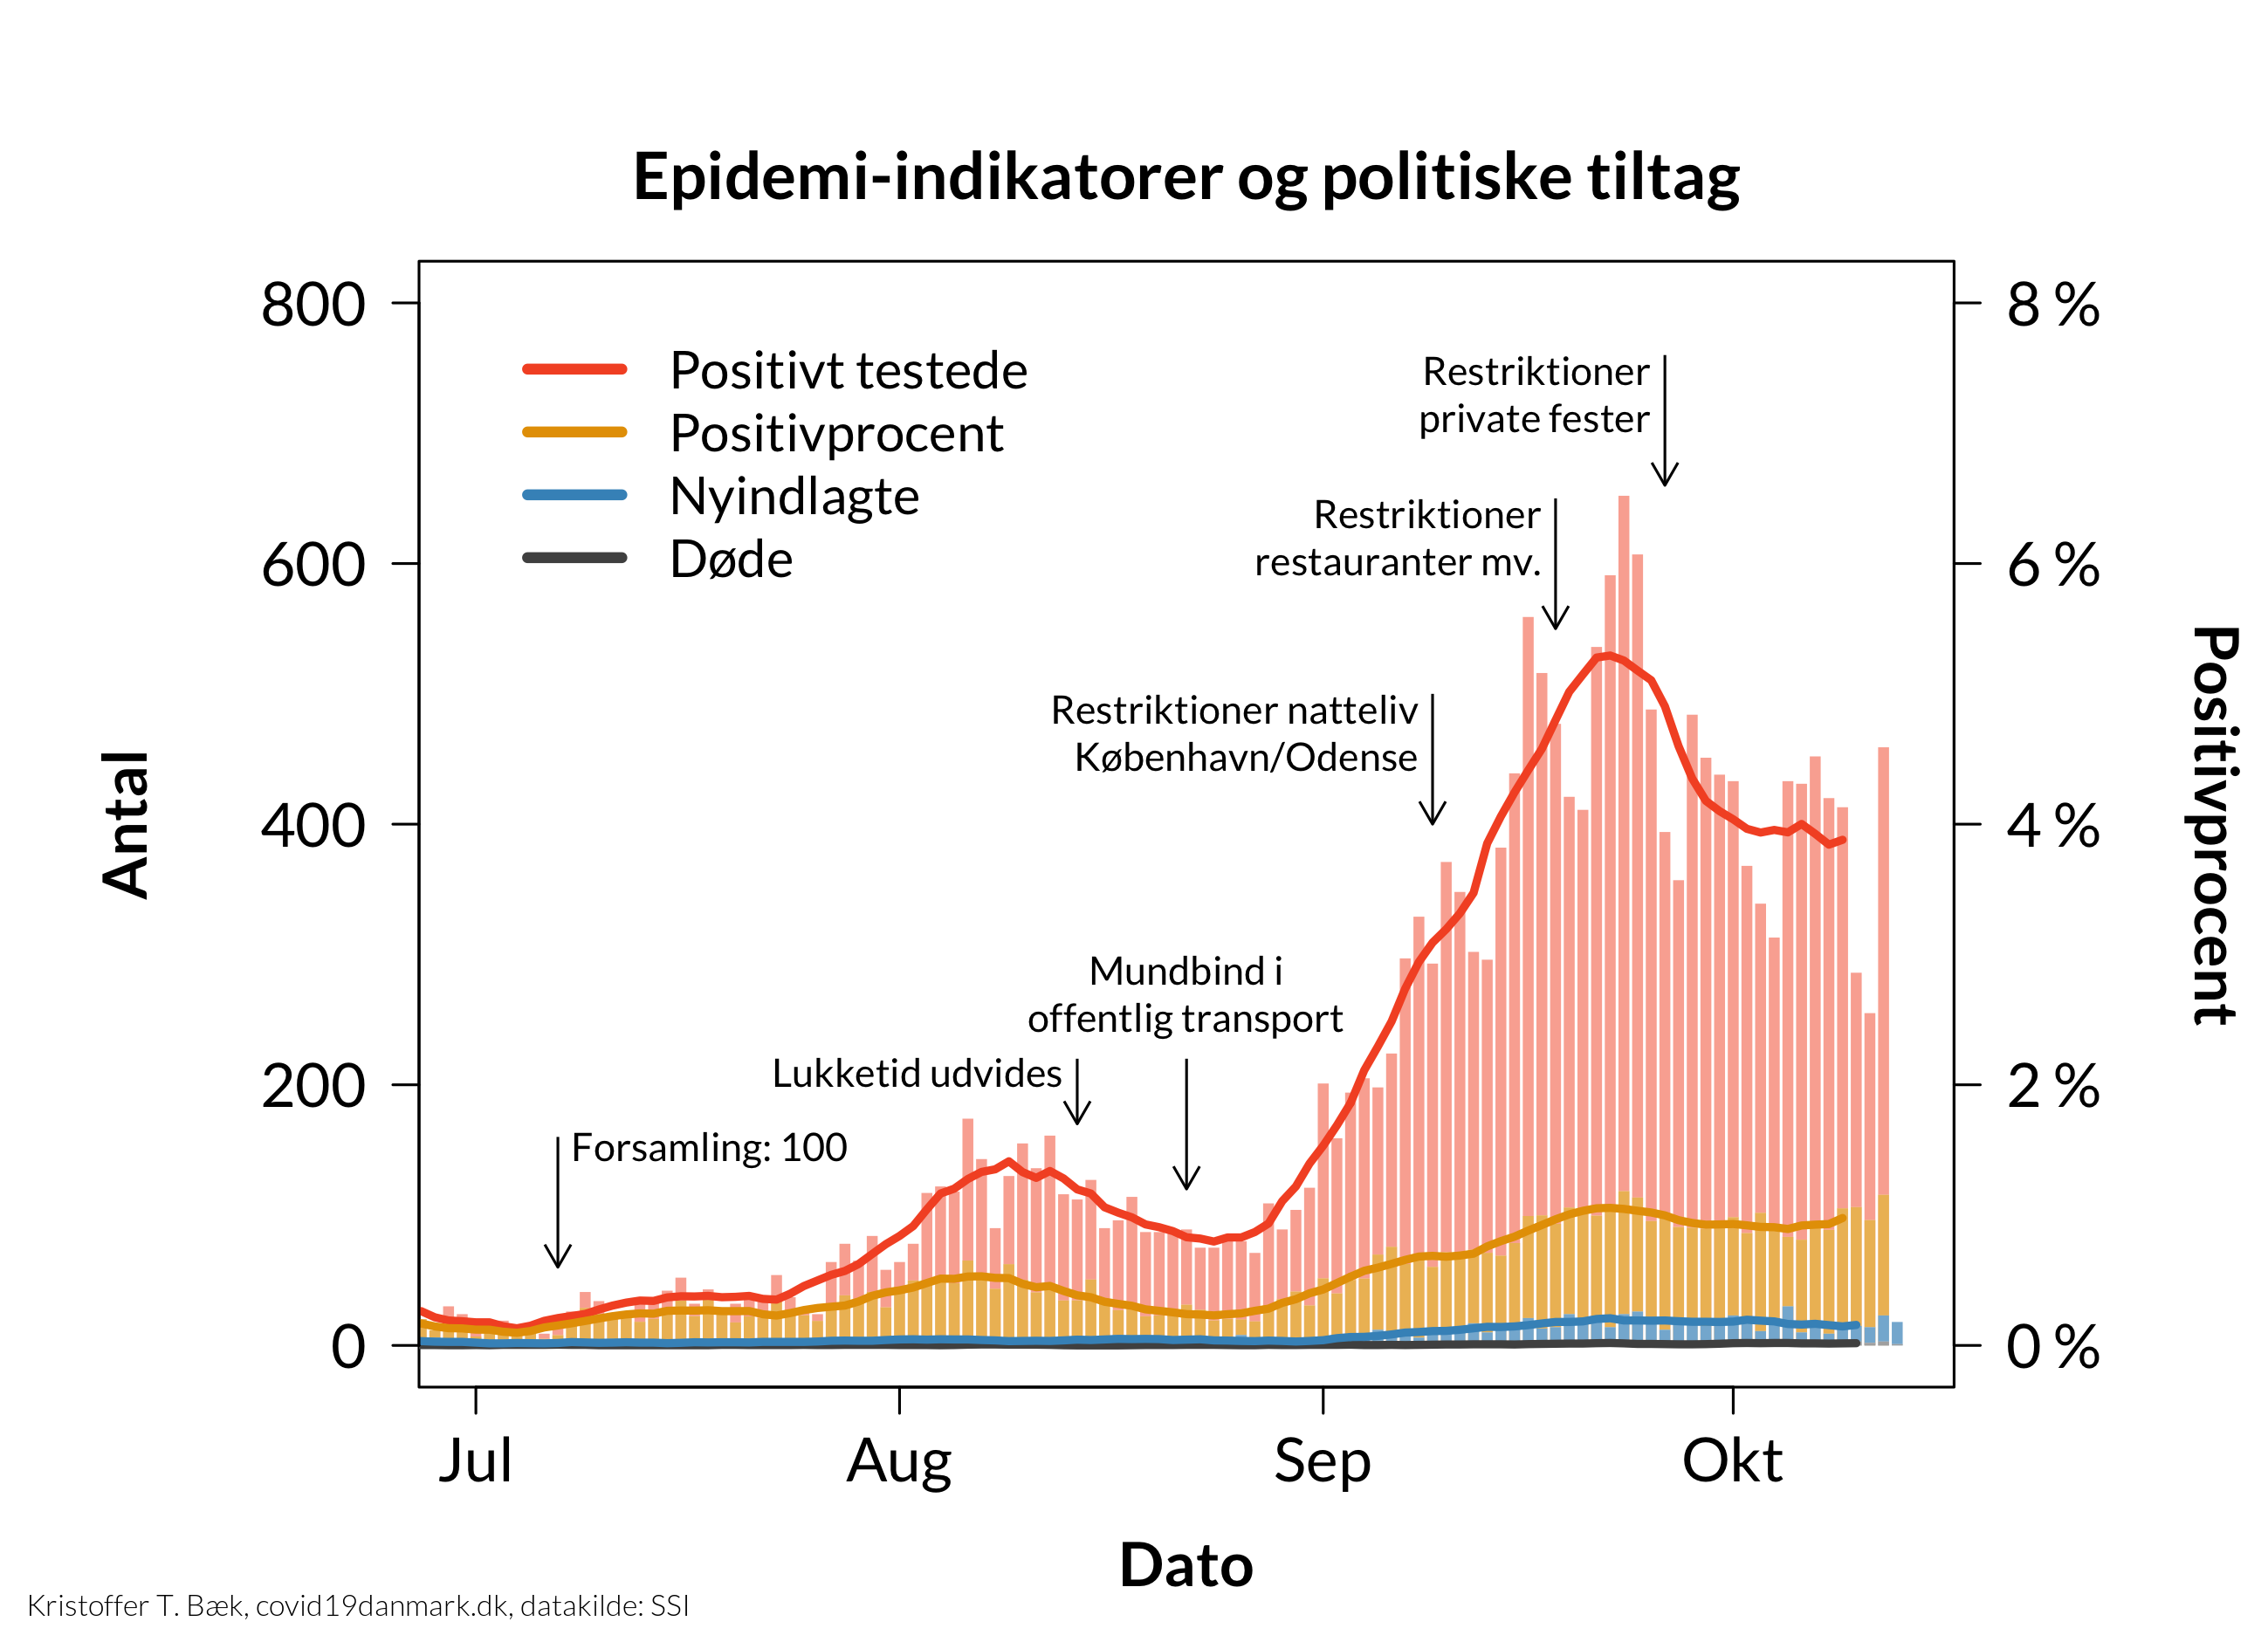 Epidemi-indikatorer og politiske tiltag
800
600
400
200
0
Antal
8 %
6 %
4 %
2 %
0 %
Positivprocent
Positivt testede
Positivprocent
Nyindlagte
Døde
Restriktioner
private fester
Restriktioner
restauranter mv.
Restriktioner natteliv
København/Odense
Mundbind i
offentlig transport
Lukketid udvides
Forsamling: 100
Jul
Aug
Sep
Okt
Dato
Kristoffer T. Bæk, covid19danmark.dk, datakilde: SSI